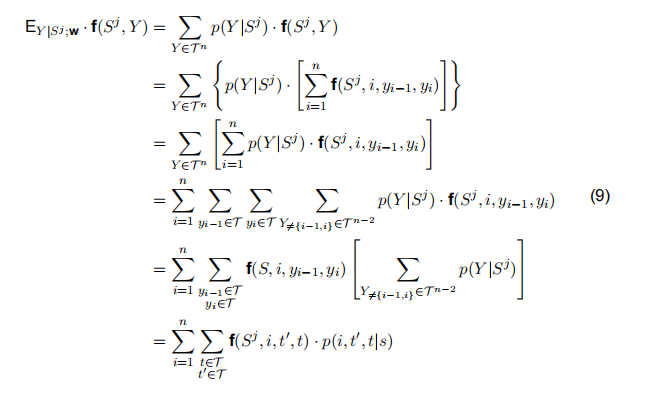 E_{Y|S^j;w} · f(S^j, Y) = ∑_{Y∈𝒯^n} p(Y|S^j) · f(S^j, Y)
= ∑_{Y∈𝒯^n} { p(Y|S^j) · [ ∑_{i=1}^{n} f(S^j, i, y_{i−1}, y_i) ] }
= ∑_{Y∈𝒯^n} [ ∑_{i=1}^{n} p(Y|S^j) · f(S^j, i, y_{i−1}, y_i) ]
= ∑_{i=1}^{n} ∑_{y_{i−1}∈𝒯} ∑_{y_i∈𝒯} ∑_{Y_{≠{i−1,i}}∈𝒯^{n−2}} p(Y|S^j) · f(S^j, i, y_{i−1}, y_i) (9)
= ∑_{i=1}^{n} ∑_{y_{i−1}∈𝒯 y_i∈𝒯} f(S, i, y_{i−1}, y_i) [ ∑_{Y_{≠{i−1,i}}∈𝒯^{n−2}} p(Y|S^j) ]
= ∑_{i=1}^{n} ∑_{t∈𝒯 t′∈𝒯} f(S^j, i, t′, t) · p(i, t′, t|s)